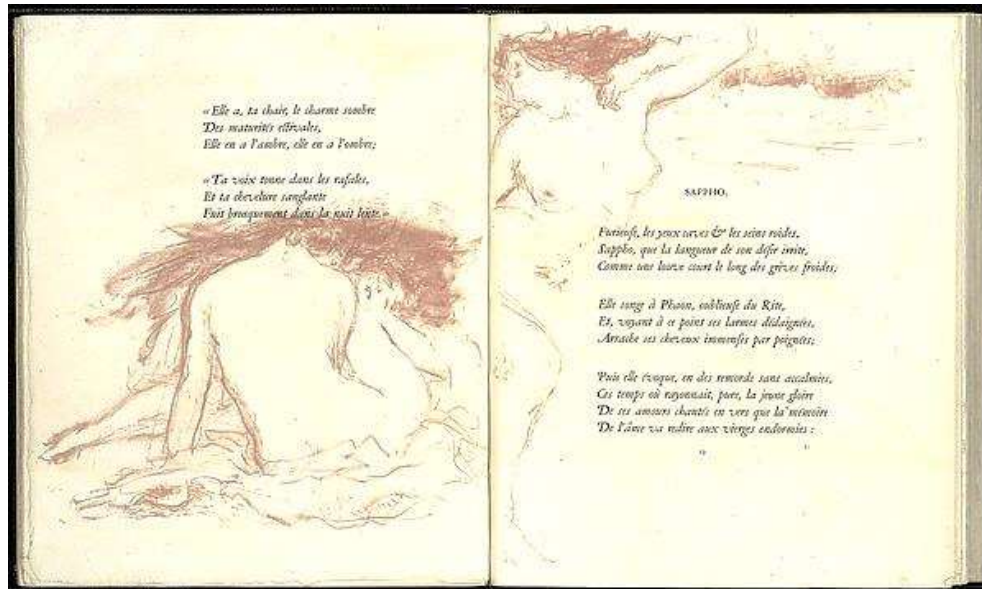 « Elle a, ta chair, le charme sombre
Des maturités estivales,
Elle en a l'ambre, elle en a l'ombre;
« Ta voix tonne dans les rafales,
Et ta chevelure sanglante
Fuit brusquement dans la nuit lente. »
SAPPHO.
Furieuse, les yeux caves & les seins roides,
Sappho, que la langueur de son désir irrite,
Comme une louve court le long des grèves froides,
Elle songe à Phaon, oublieuse du Rite,
Et, voyant à ce point ses larmes dédaignées,
Arrache ses cheveux immenses par poignées;
Puis elle évoque, en des remords sans accalmies,
Ces temps où rayonnait, pure, la jeune gloire
De ses amours chantés en vers que la mémoire
De l'âme va redire aux vierges endormies :